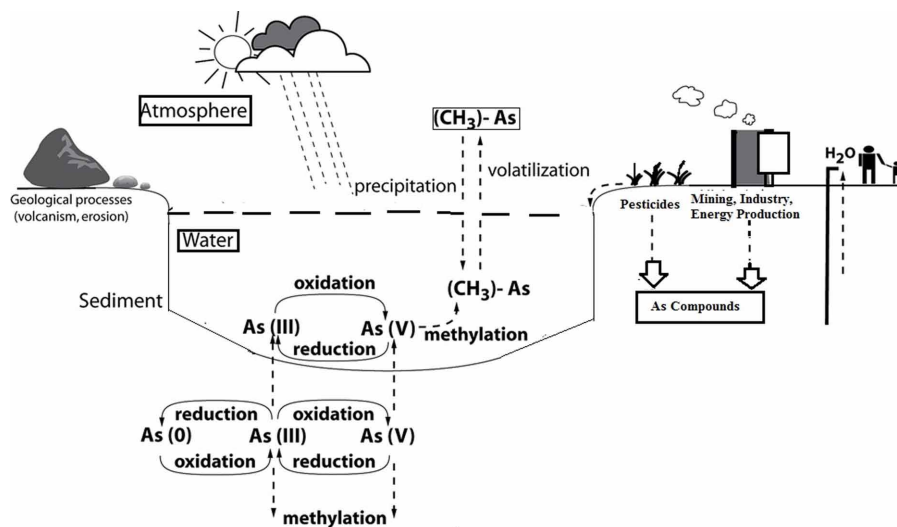 Atmosphere
(CH3)- As
H2O
precipitation
volatilization
Geological processes
(volcanism, erosion)
Pesticides
Mining, Industry,
Energy Production
Water
Sediment
oxidation
(CH3)- As
As Compounds
As (III)
As (V)
methylation
reduction
reduction
oxidation
As (0)
As (III)
As (V)
oxidation
reduction
methylation